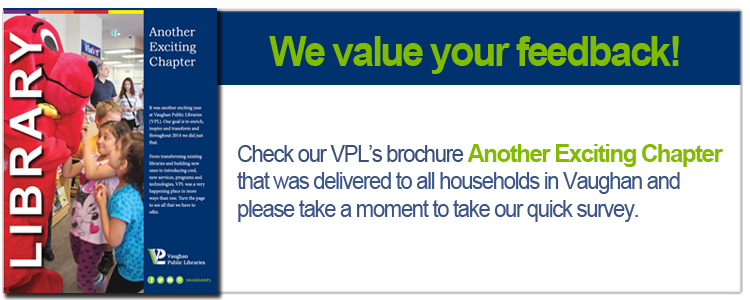 LIBRARY
Another
Exciting
Chapter
It was another exciting year
at Vaughan Public Libraries
(VPL). Our goal is to enrich,
inspire and transform and
throughout 2014 we did just
that.
From transforming existing
libraries and building new
ones to introducing cool,
new services, programs and
technologies, VPL was a very
happening place in more
ways than one. Turn the page
to see all that we have to
offer.
VPL
Vaughan
Public Libraries
VAUGHANPL
We value your feedback!
Check our VPL's brochure Another Exciting Chapter
that was delivered to all households in Vaughan and
please take a moment to take our quick survey.